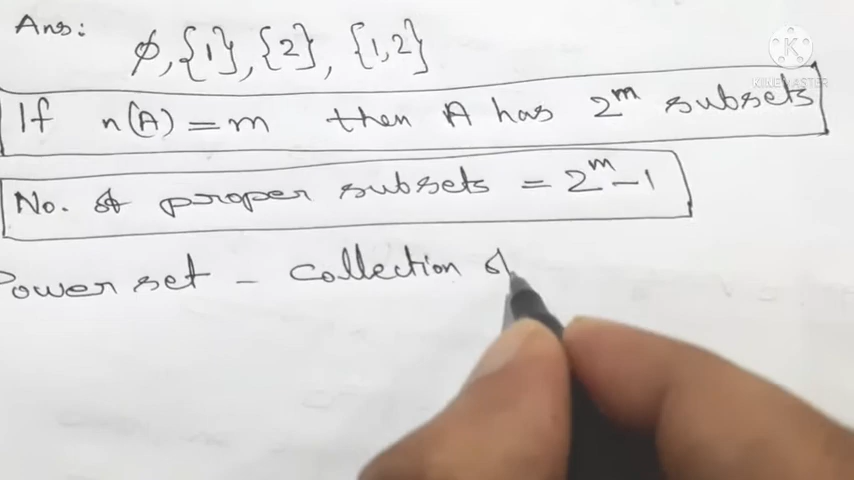 Ans:
ϕ, {1}, {2}, {1,2}
If n(A) = m then A has 2^m subsets
No. of proper subsets = 2^m - 1
Power set - collection of
KINEMASTER